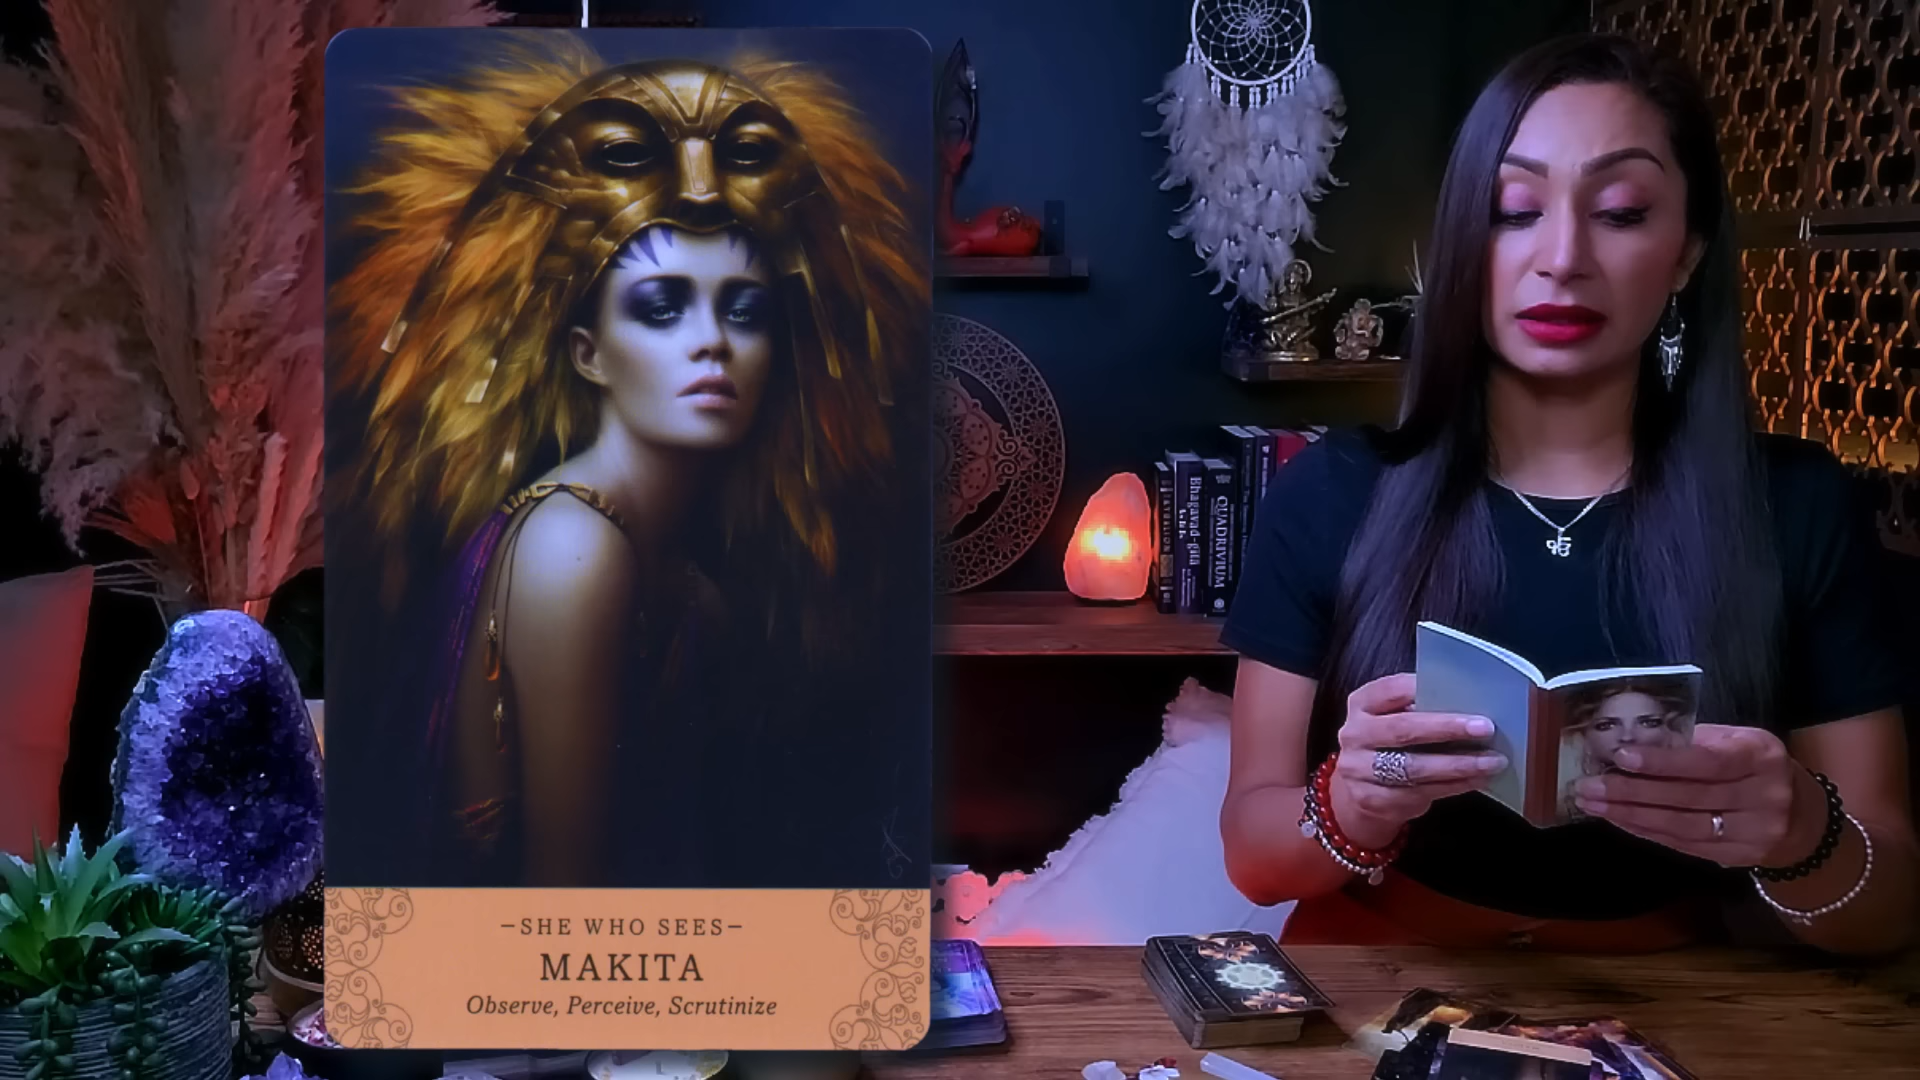 –SHE WHO SEES–
MAKITA
Observe, Perceive, Scrutinize
Bhagavad-gītā
QUADRIVIUM